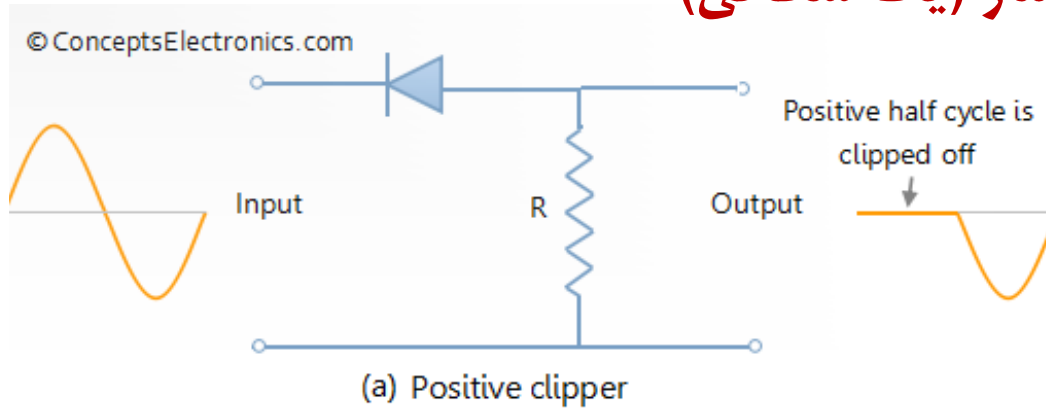 © ConceptsElectronics.com
Positive half cycle is
clipped off
Input
R
Output
(a) Positive clipper